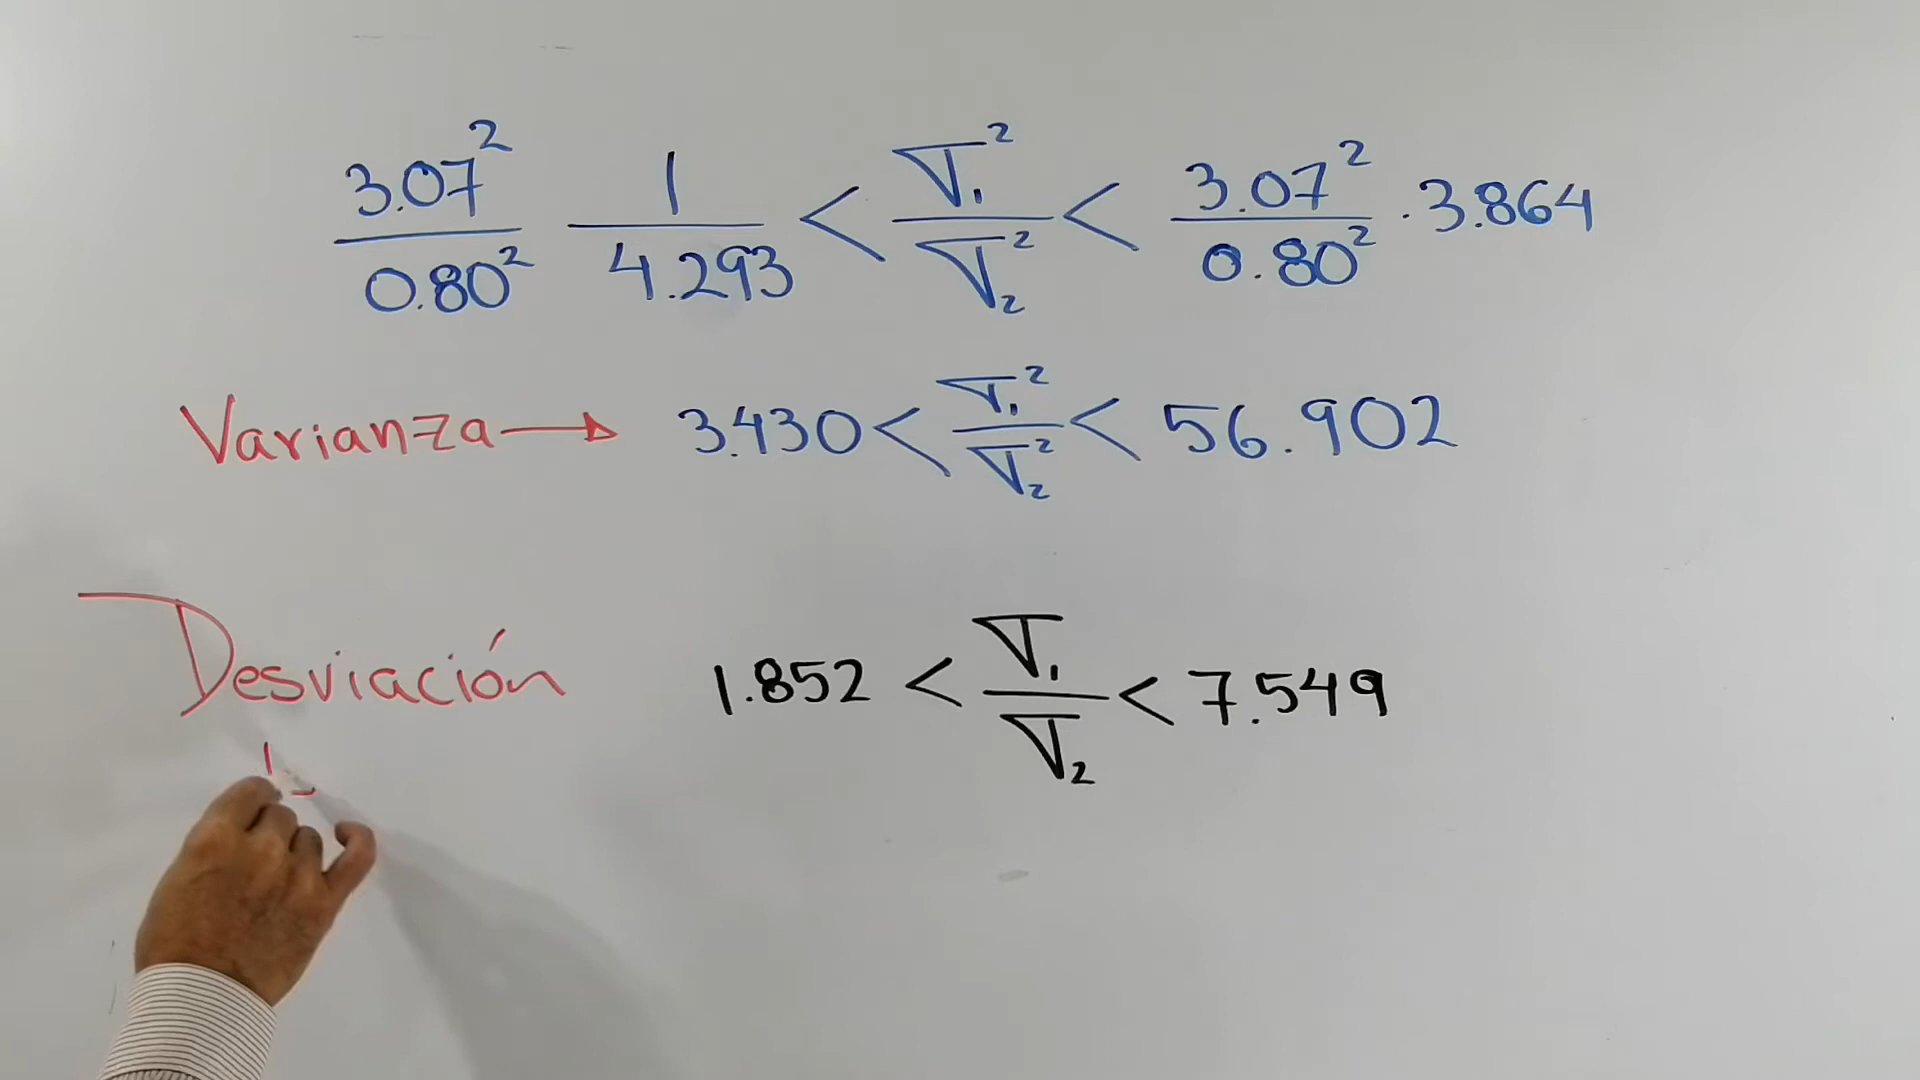 3.07² / 0.80² 1 / 4.293 < σ₁² / σ₂² < 3.07² / 0.80² · 3.864
Varianza → 3.430 < σ₁² / σ₂² < 56.902
Desviación 1.852 < σ₁ / σ₂ < 7.549